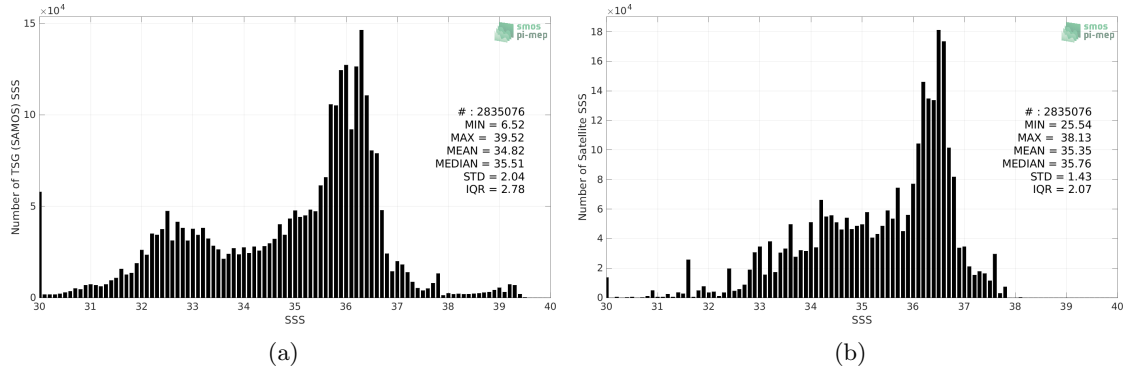 ×10⁴
15
10
5
0
30 31 32 33 34 35 36 37 38 39 40
SSS
Number of TSG (SAMOS) SSS
smos
pi-mep
# : 2835076
MIN = 6.52
MAX = 39.52
MEAN = 34.82
MEDIAN = 35.51
STD = 2.04
IQR = 2.78
(a)
×10⁴
18
16
14
12
10
8
6
4
2
0
30 31 32 33 34 35 36 37 38 39 40
SSS
Number of Satellite SSS
smos
pi-mep
# : 2835076
MIN = 25.54
MAX = 38.13
MEAN = 35.35
MEDIAN = 35.76
STD = 1.43
IQR = 2.07
(b)